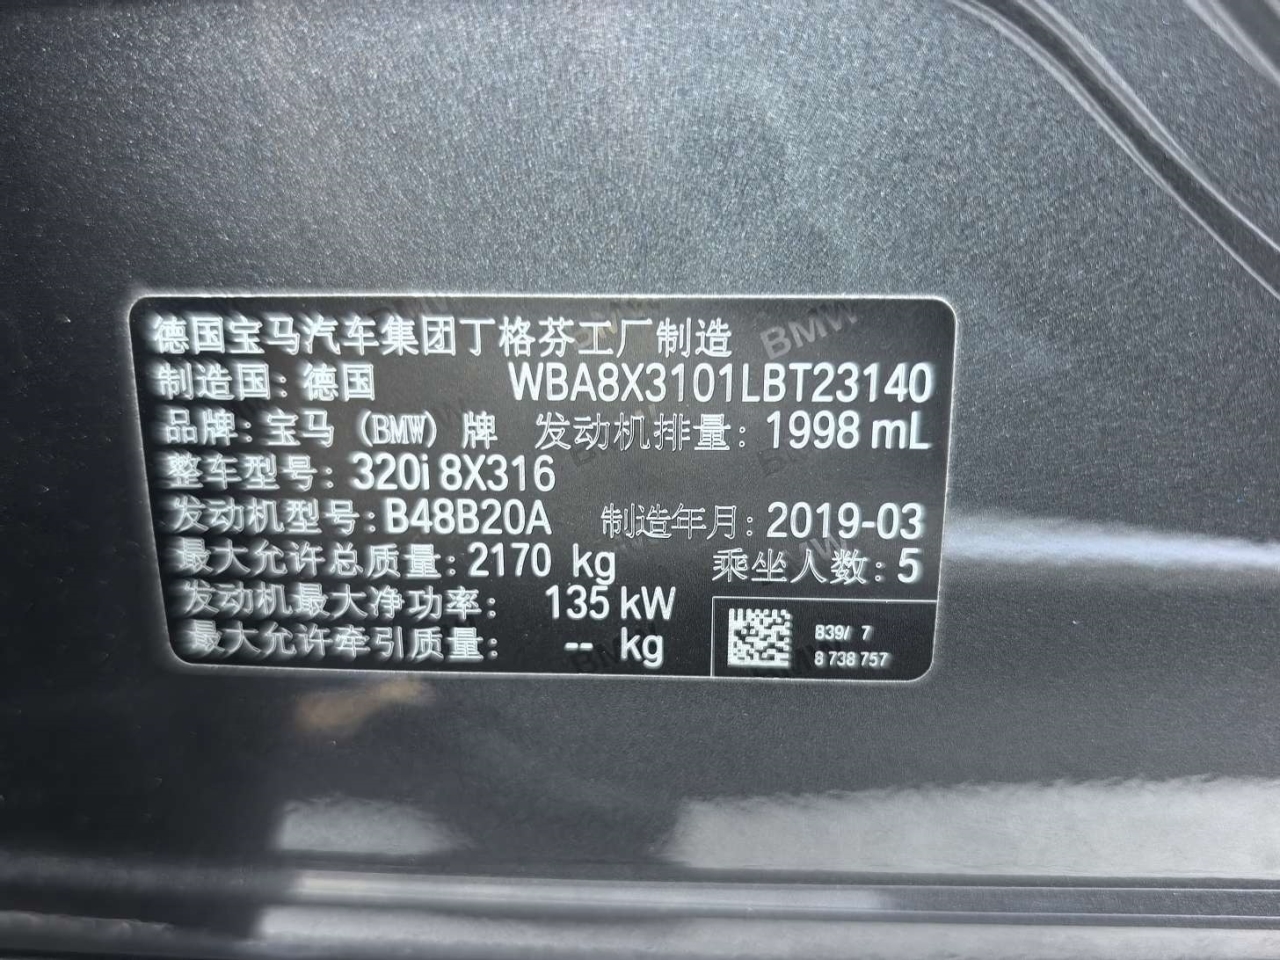 德国宝马汽车集团丁格芬工厂制造
制造国：德国 WBA8X3101LBT23140
品牌：宝马（BMW）牌 发动机排量：1998 mL
整车型号：320i 8X316
发动机型号：B48B20A 制造年月：2019-03
最大允许总质量：2170 kg 乘坐人数：5
发动机最大净功率： 135 kW
最大允许牵引质量： -- kg
B39/ 7
8 738 757
BMW